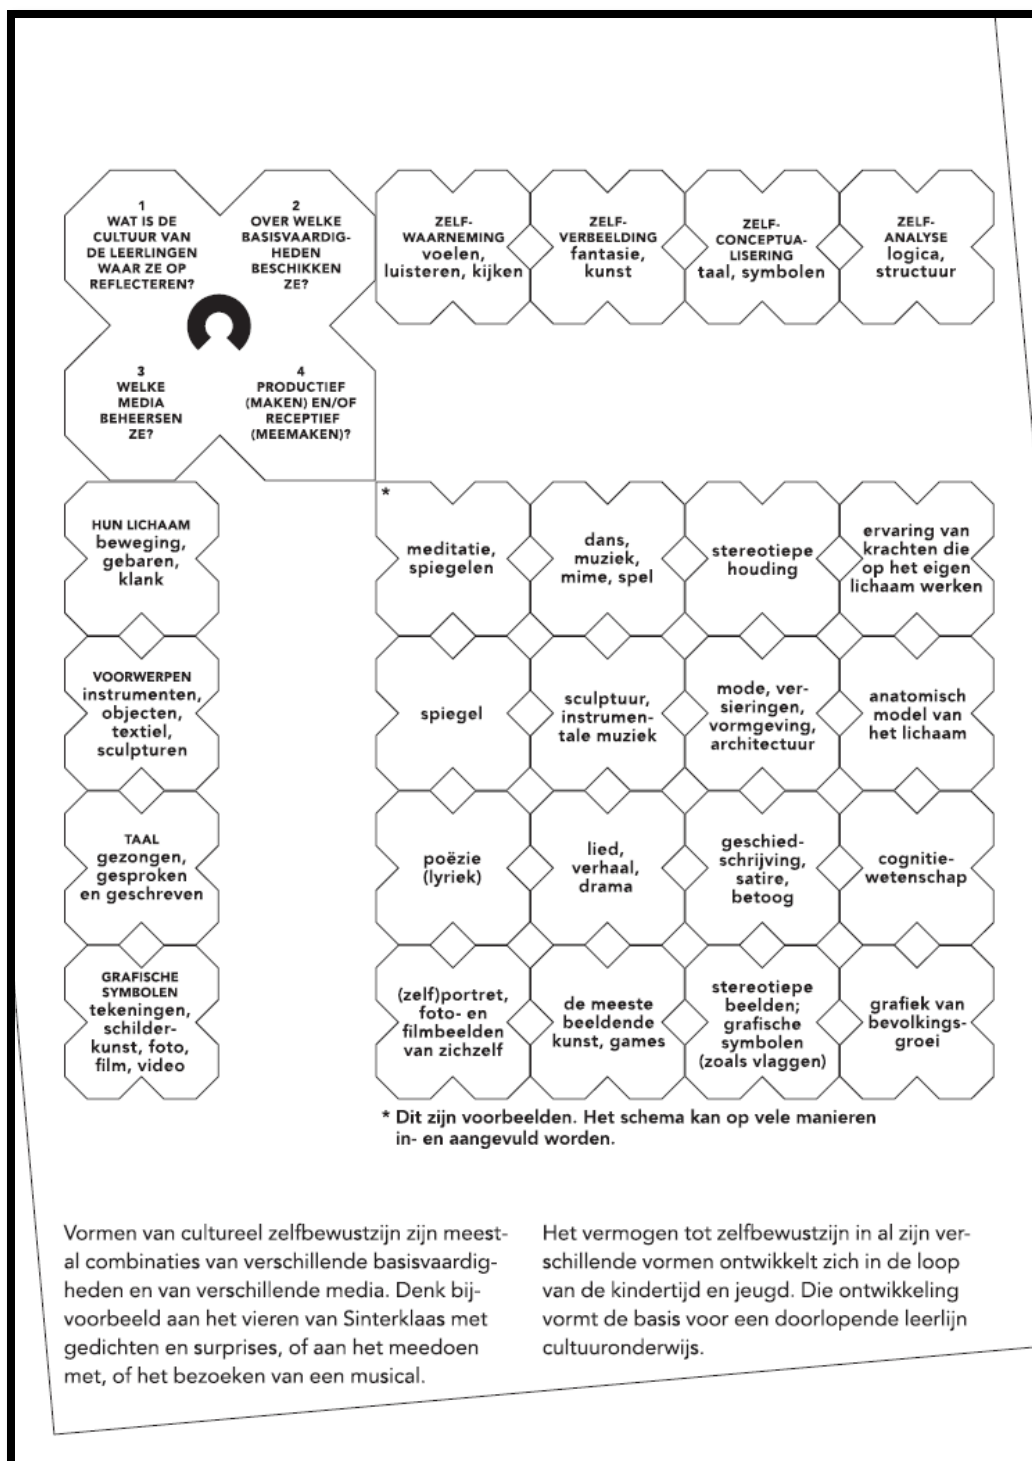 1
WAT IS DE
CULTUUR VAN
DE LEERLINGEN
WAAR ZE OP
REFLECTEREN?
2
OVER WELKE
BASISVAARDIG-
HEDEN
BESCHIKKEN
ZE?
3
WELKE
MEDIA
BEHEERSEN
ZE?
4
PRODUCTIEF
(MAKEN) EN/OF
RECEPTIEF
(MEEMAKEN)?
ZELF-
WAARNEMING
voelen,
luisteren, kijken
ZELF-
VERBEELDING
fantasie,
kunst
ZELF-
CONCEPTUA-
LISERING
taal, symbolen
ZELF-
ANALYSE
logica,
structuur
HUN LICHAAM
beweging,
gebaren,
klank
*
meditatie,
spiegelen
dans,
muziek,
mime, spel
stereotiepe
houding
ervaring van
krachten die
op het eigen
lichaam werken
VOORWERPEN
instrumenten,
objecten,
textiel,
sculpturen
spiegel
sculptuur,
instrumen-
tale muziek
mode, ver-
sieringen,
vormgeving,
architectuur
anatomisch
model van
het lichaam
TAAL
gezongen,
gesproken
en geschreven
poëzie
(lyriek)
lied,
verhaal,
drama
geschied-
schrijving,
satire,
betoog
cognitie-
wetenschap
GRAFISCHE
SYMBOLEN
tekeningen,
schilder-
kunst, foto,
film, video
(zelf)portret,
foto- en
filmbeelden
van zichzelf
de meeste
beeldende
kunst, games
stereotiepe
beelden;
grafische
symbolen
(zoals vlaggen)
grafiek van
bevolkings-
groei
* Dit zijn voorbeelden. Het schema kan op vele manieren
in- en aangevuld worden.
Vormen van cultureel zelfbewustzijn zijn meest-
al combinaties van verschillende basisvaardig-
heden en van verschillende media. Denk bij-
voorbeeld aan het vieren van Sinterklaas met
gedichten en surprises, of aan het meedoen
met, of het bezoeken van een musical.
Het vermogen tot zelfbewustzijn in al zijn ver-
schillende vormen ontwikkelt zich in de loop
van de kindertijd en jeugd. Die ontwikkeling
vormt de basis voor een doorlopende leerlijn
cultuuronderwijs.